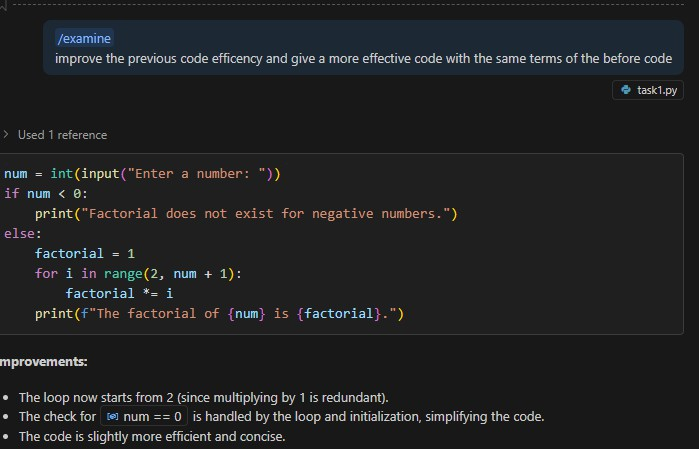 /examine
improve the previous code efficency and give a more effective code with the same terms of the before code
task1.py
Used 1 reference
num = int(input("Enter a number: "))
if num < 0:
    print("Factorial does not exist for negative numbers.")
else:
    factorial = 1
    for i in range(2, num + 1):
        factorial *= i
    print(f"The factorial of {num} is {factorial}.")
mprovements:
• The loop now starts from 2 (since multiplying by 1 is redundant).
• The check for num == 0 is handled by the loop and initialization, simplifying the code.
• The code is slightly more efficient and concise.